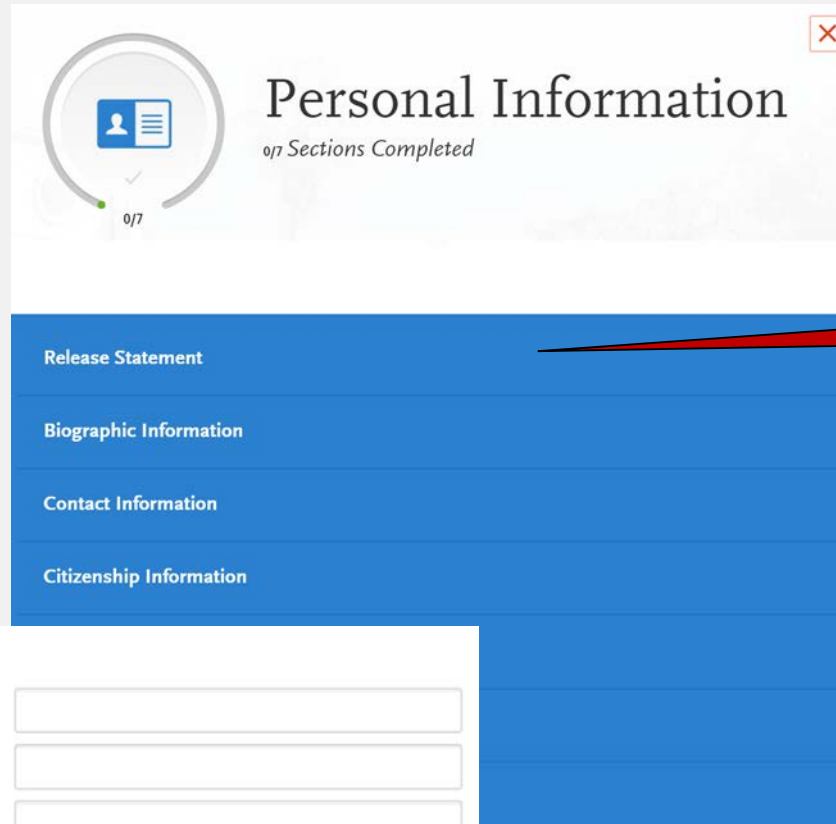 Personal Information
0/7 Sections Completed
0/7
Release Statement
Biographic Information
Contact Information
Citizenship Information